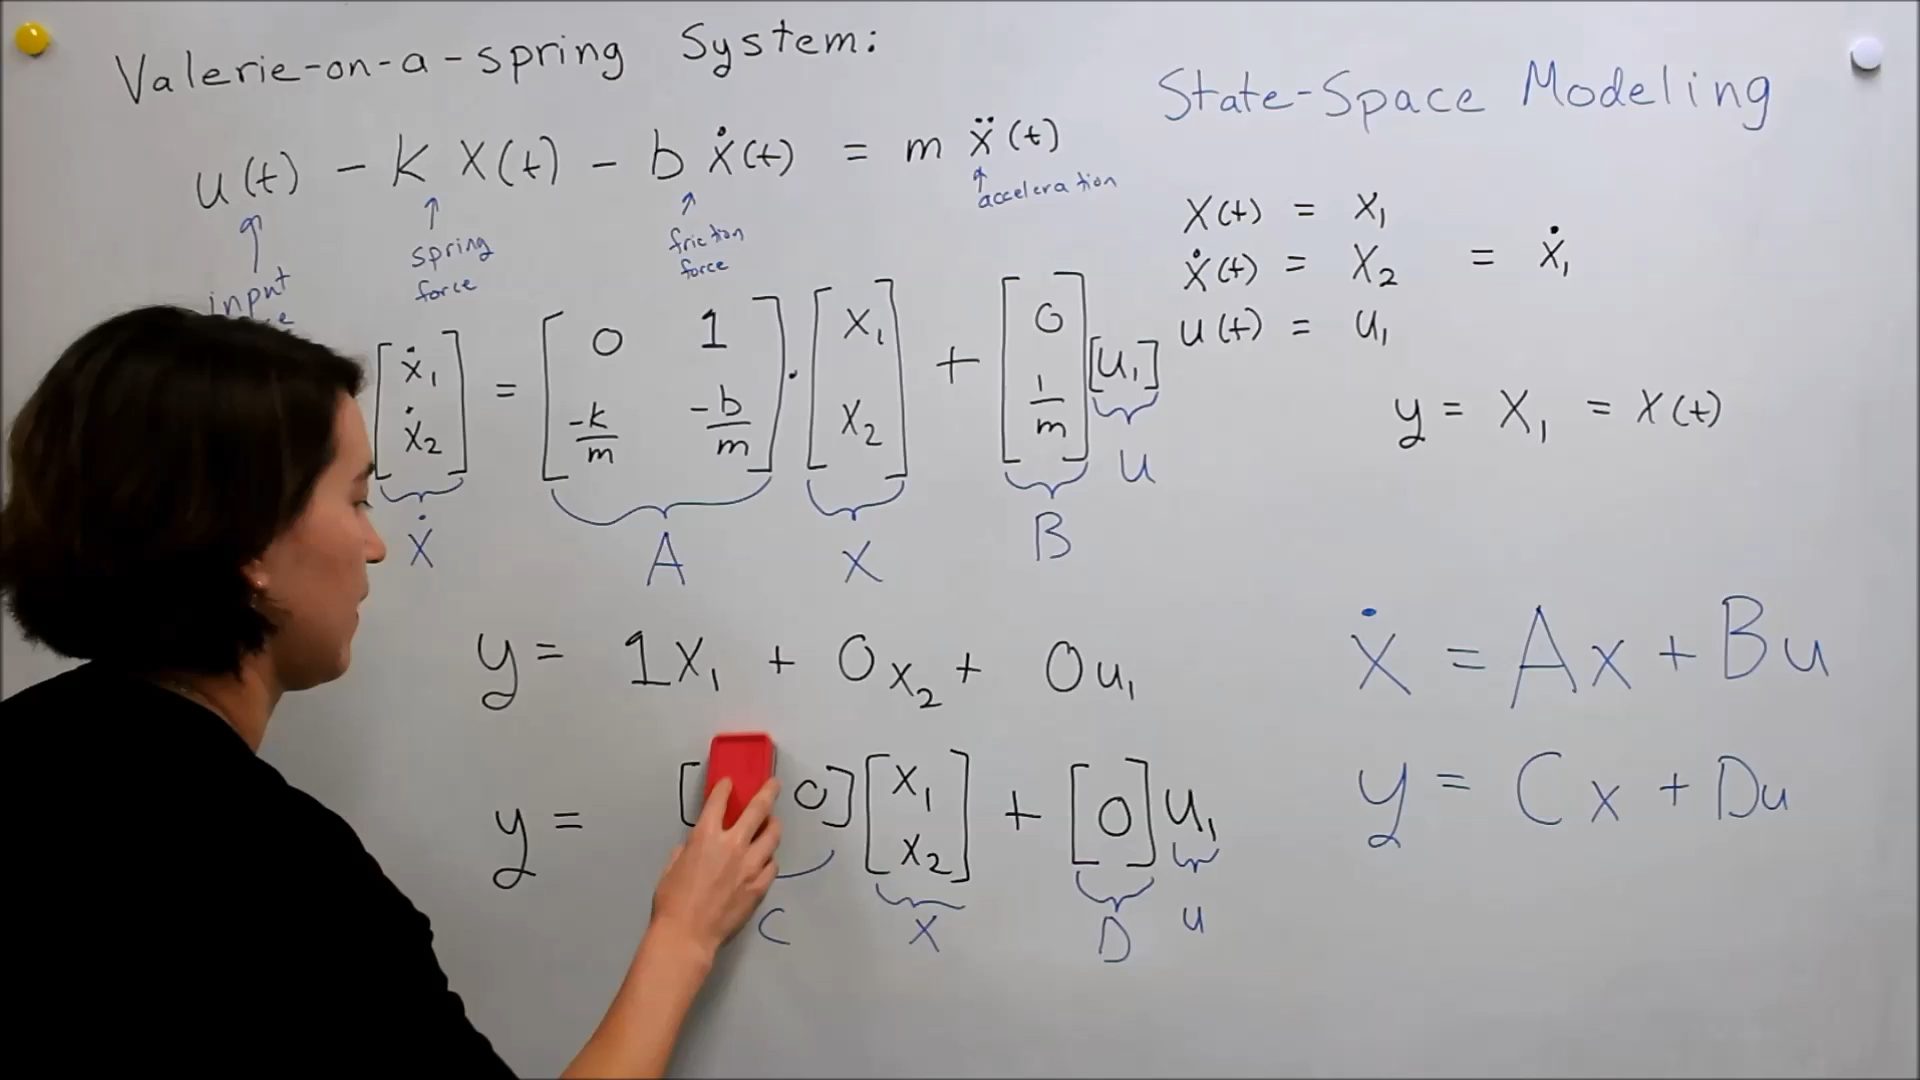 Valerie-on-a-spring System:
State-Space Modeling
u(t) - k x(t) - b ẋ(t) = m ẍ(t)
input
spring force
friction force
acceleration
x(t) = x₁
ẋ(t) = x₂ = ẋ₁
u(t) = u₁
y = x₁ = x(t)
[ẋ₁ ẋ₂] = [0 1 -k/m -b/m] · [x₁ x₂] + [0 1/m] [u₁]
ẋ A x B u
y = 1x₁ + 0x₂ + 0u₁
y = [ 0] [x₁ x₂] + [0] u₁
C x D u
ẋ = Ax + Bu
y = Cx + Du